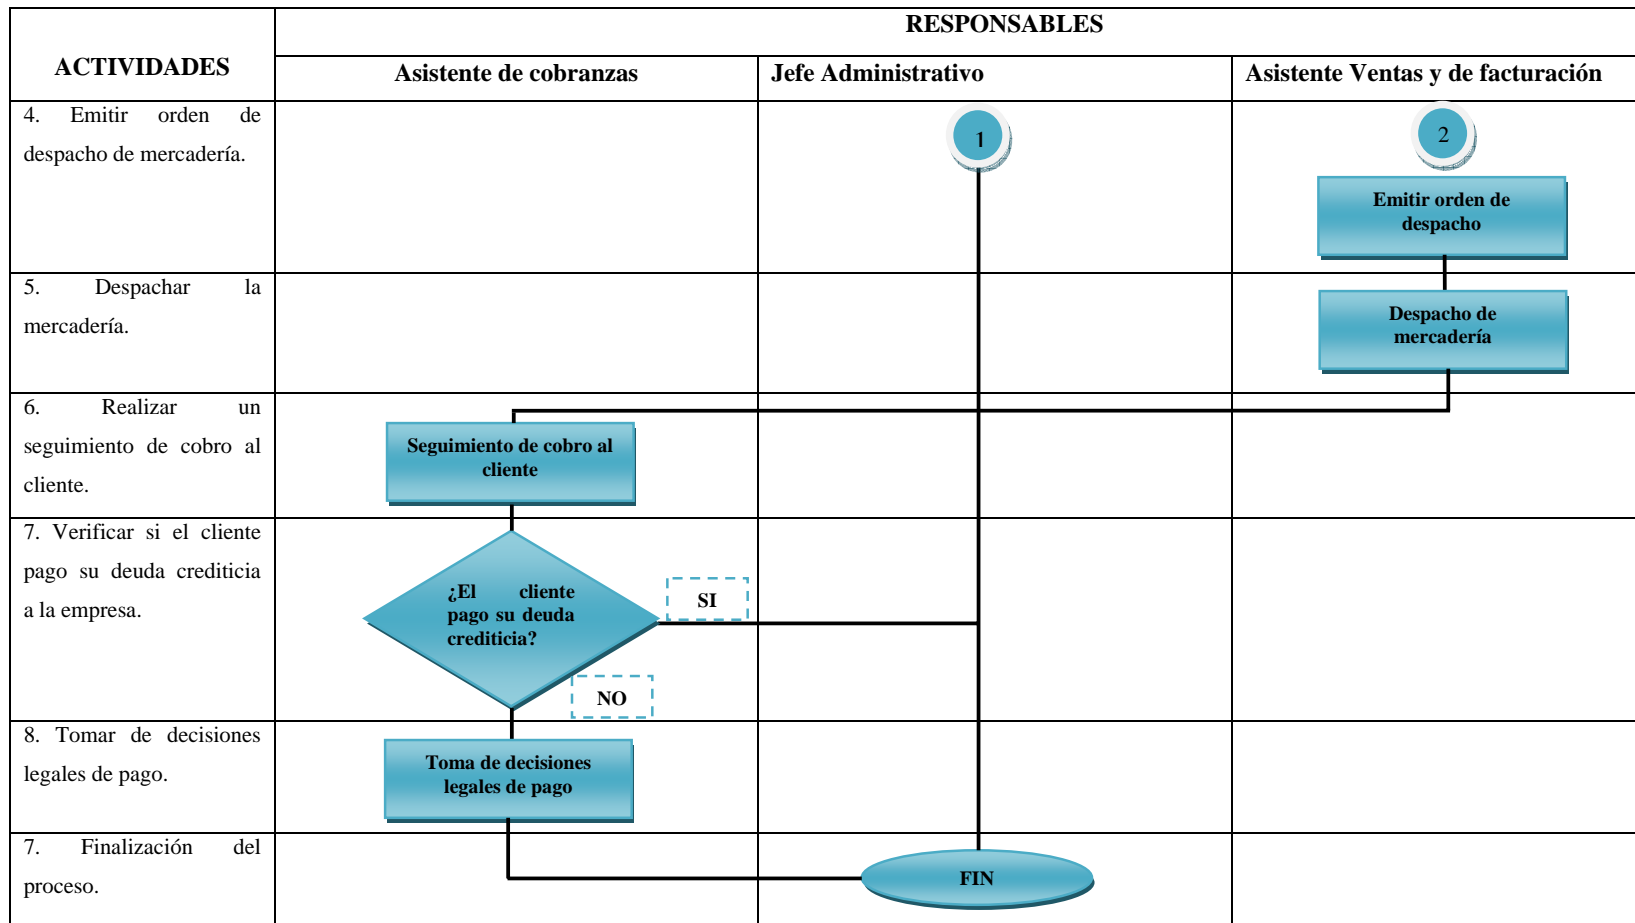 RESPONSABLES
ACTIVIDADES
Asistente de cobranzas
Jefe Administrativo
Asistente Ventas y de facturación
4. Emitir orden de
despacho de mercadería.
1
2
Emitir orden de
despacho
5. Despachar la
mercadería.
Despacho de
mercadería
6. Realizar un
seguimiento de cobro al
cliente.
Seguimiento de cobro al
cliente
7. Verificar si el cliente
pago su deuda crediticia
a la empresa.
¿El cliente
pago su deuda
crediticia?
SI
NO
8. Tomar de decisiones
legales de pago.
Toma de decisiones
legales de pago
7. Finalización del
proceso.
FIN